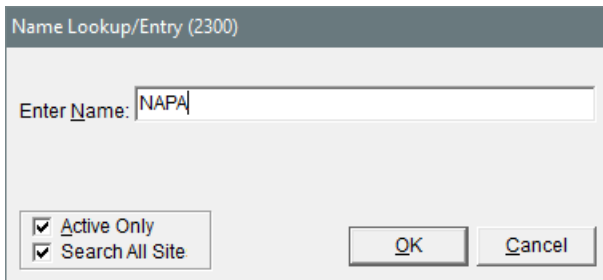 Name Lookup/Entry (2300)
Enter Name: NAPA
Active Only
Search All Site
OK Cancel